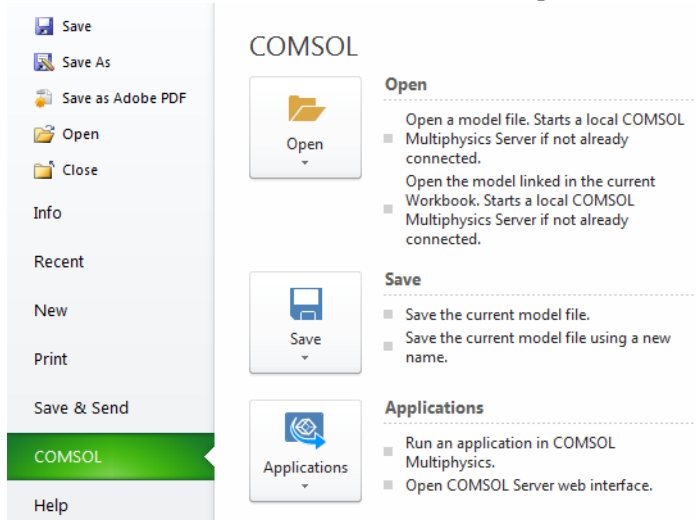 Save
Save As
Save as Adobe PDF
Open
Close
Info
Recent
New
Print
Save & Send
COMSOL
Help
COMSOL
Open
Open
Open a model file. Starts a local COMSOL
Multiphysics Server if not already
connected.
Open the model linked in the current
Workbook. Starts a local COMSOL
Multiphysics Server if not already
connected.
Save
Save
Save the current model file.
Save the current model file using a new
name.
Applications
Applications
Run an application in COMSOL
Multiphysics.
Open COMSOL Server web interface.